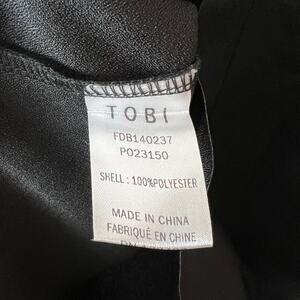 TOBI
FDB140237
PO23150
SHELL: 100%POLYESTER
MADE IN CHINA
FABRIQUÉ EN CHINE